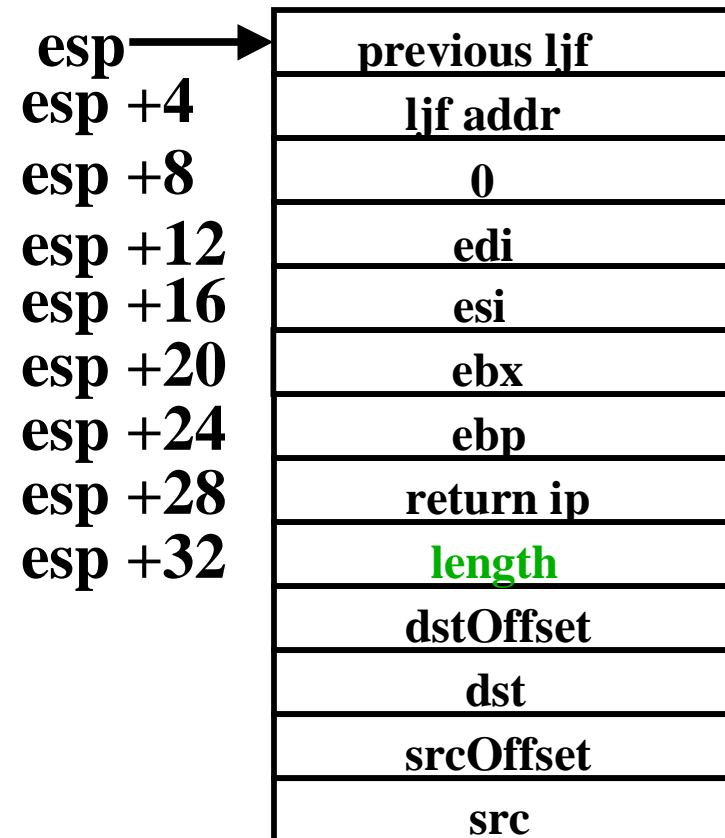 esp previous ljf
esp +4 ljf addr
esp +8 0
esp +12 edi
esp +16 esi
esp +20 ebx
esp +24 ebp
esp +28 return ip
esp +32 length
dstOffset
dst
srcOffset
src